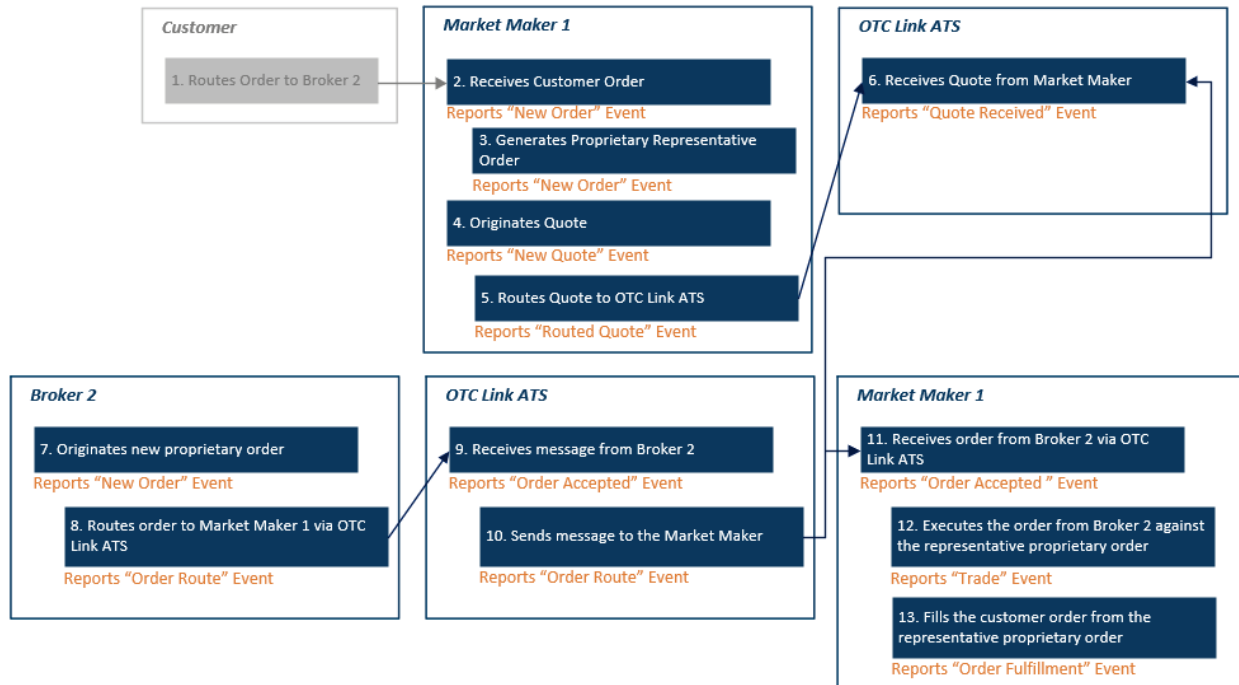 Customer
1. Routes Order to Broker 2
Market Maker 1
2. Receives Customer Order
Reports “New Order” Event
3. Generates Proprietary Representative
Order
Reports “New Order” Event
4. Originates Quote
Reports “New Quote” Event
5. Routes Quote to OTC Link ATS
Reports “Routed Quote” Event
OTC Link ATS
6. Receives Quote from Market Maker
Reports “Quote Received” Event
Broker 2
7. Originates new proprietary order
Reports “New Order” Event
8. Routes order to Market Maker 1 via OTC
Link ATS
Reports “Order Route” Event
OTC Link ATS
9. Receives message from Broker 2
Reports “Order Accepted” Event
10. Sends message to the Market Maker
Reports “Order Route” Event
Market Maker 1
11. Receives order from Broker 2 via OTC
Link ATS
Reports “Order Accepted ” Event
12. Executes the order from Broker 2 against
the representative proprietary order
Reports “Trade” Event
13. Fills the customer order from the
representative proprietary order
Reports “Order Fulfillment” Event